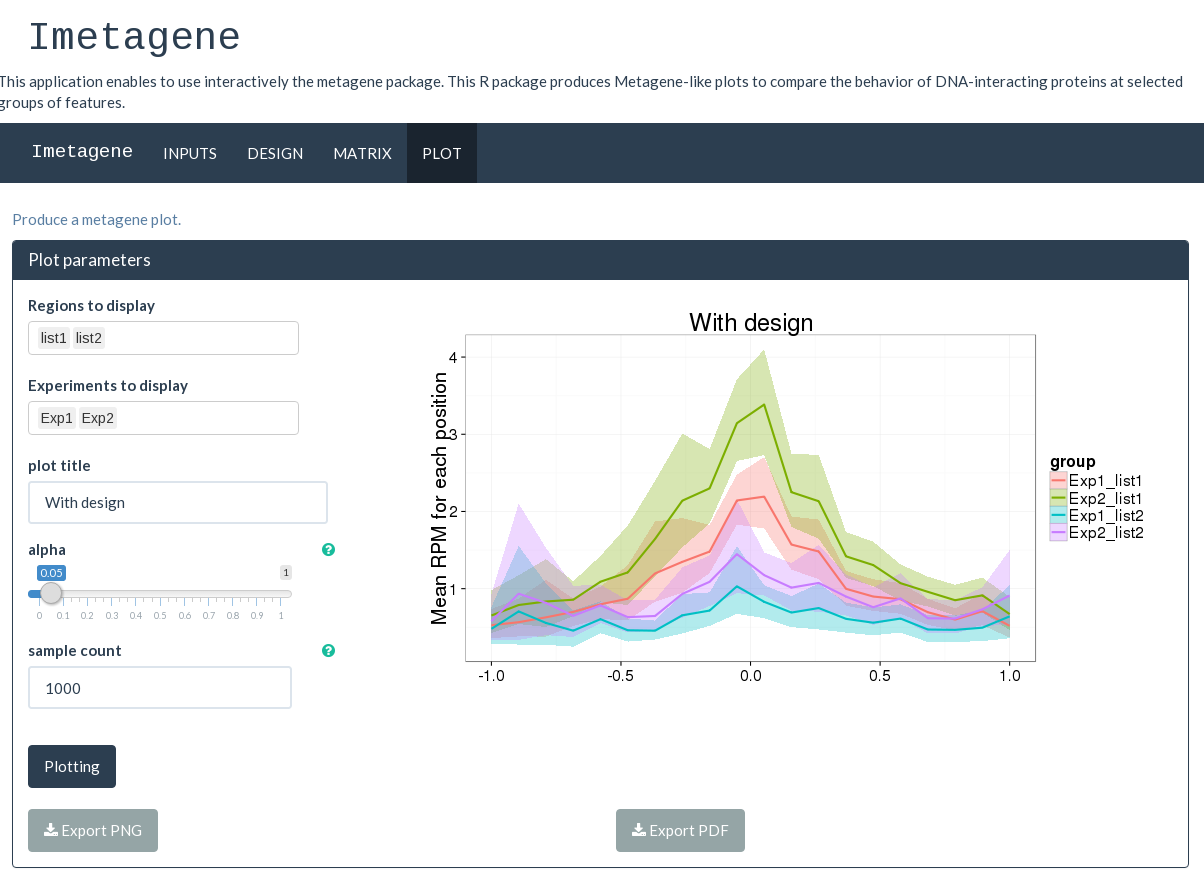 Imetagene
This application enables to use interactively the metagene package. This R package produces Metagene-like plots to compare the behavior of DNA-interacting proteins at selected
groups of features.
Imetagene INPUTS DESIGN MATRIX PLOT
Produce a metagene plot.
Plot parameters
Regions to display
list1 list2
Experiments to display
Exp1 Exp2
plot title
With design
alpha
0.05 1
0 0.1 0.2 0.3 0.4 0.5 0.6 0.7 0.8 0.9 1
sample count
1000
Plotting
Export PNG
With design
Mean RPM for each position
4
3
2
1
-1.0 -0.5 0.0 0.5 1.0
group
Exp1_list1
Exp2_list1
Exp1_list2
Exp2_list2
Export PDF